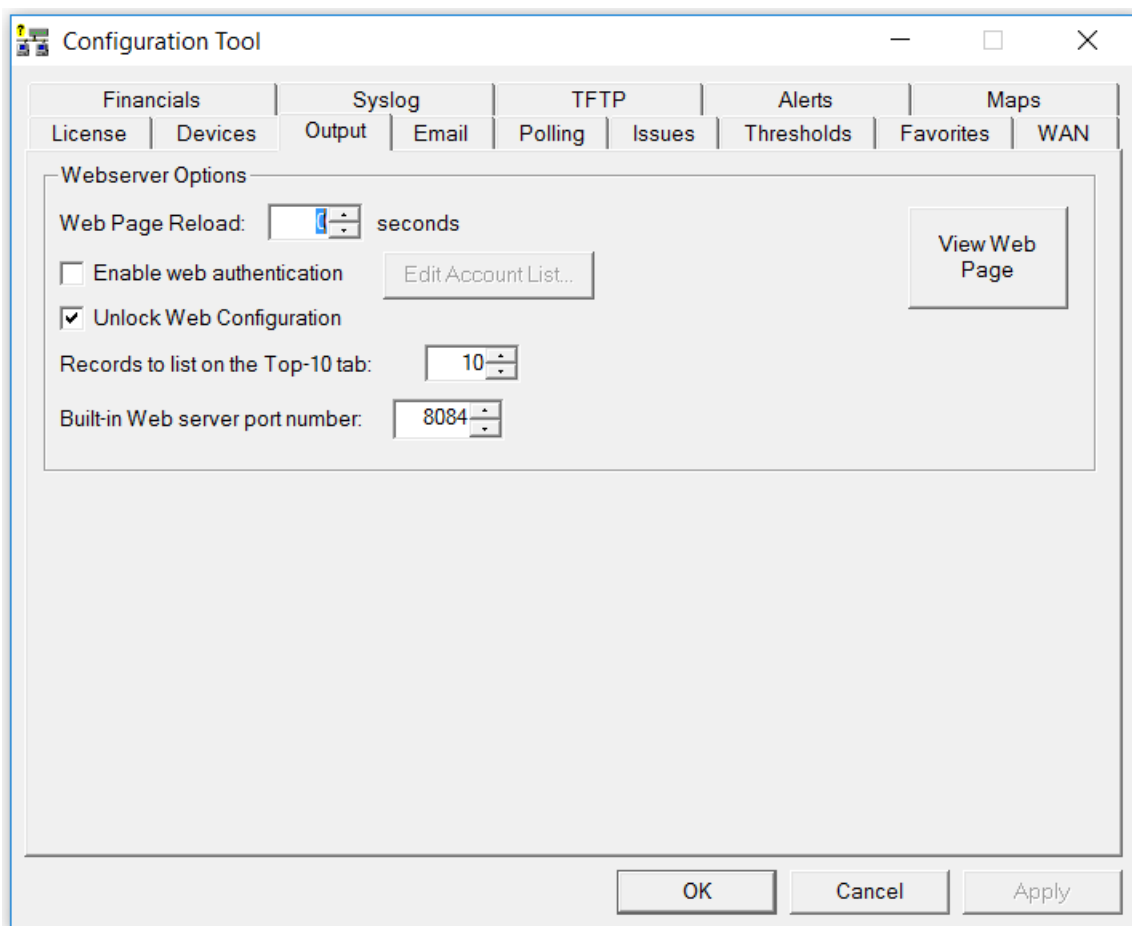 Configuration Tool
Financials Syslog TFTP Alerts Maps
License Devices Output Email Polling Issues Thresholds Favorites WAN
Webserver Options
Web Page Reload: 0 seconds
View Web
Page
Enable web authentication Edit Account List...
Unlock Web Configuration
Records to list on the Top-10 tab: 10
Built-in Web server port number: 8084
OK Cancel Apply